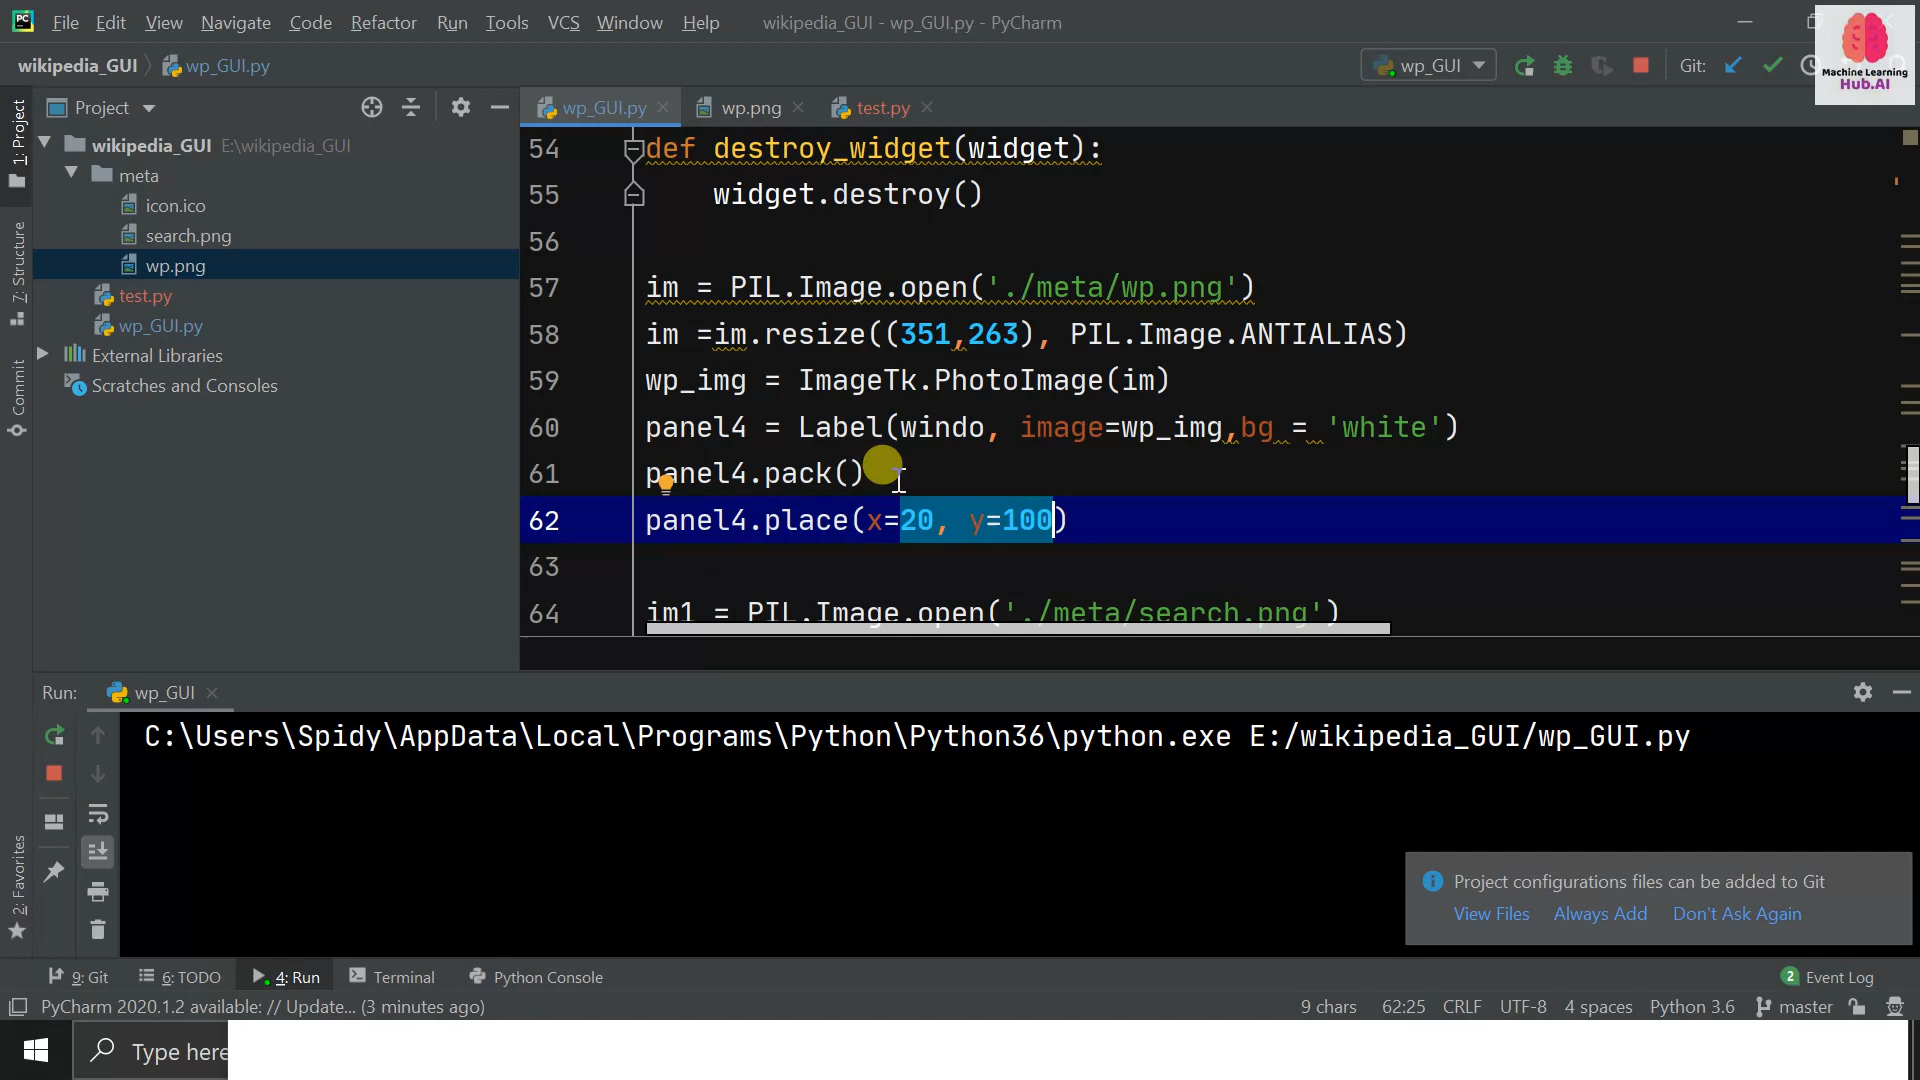 File Edit View Navigate Code Refactor Run Tools VCS Window Help wikipedia_GUI - wp_GUI.py - PyCharm
Machine Learning
Hub.AI
wikipedia_GUI wp_GUI.py wp_GUI Git:
Project wp_GUI.py wp.png test.py
1: Project
7: Structure
Commit
2: Favorites
wikipedia_GUI E:\wikipedia_GUI
meta
icon.ico
search.png
wp.png
test.py
wp_GUI.py
External Libraries
Scratches and Consoles
54 def destroy_widget(widget):
55 widget.destroy()
56
57 im = PIL.Image.open('./meta/wp.png')
58 im =im.resize((351,263), PIL.Image.ANTIALIAS)
59 wp_img = ImageTk.PhotoImage(im)
60 panel4 = Label(windo, image=wp_img,bg = 'white')
61 panel4.pack()
62 panel4.place(x=20, y=100)
63
64 im1 = PIL.Image.open('./meta/search.png')
Run: wp_GUI
C:\Users\Spidy\AppData\Local\Programs\Python\Python36\python.exe E:/wikipedia_GUI/wp_GUI.py
Project configurations files can be added to Git
View Files Always Add Don't Ask Again
9: Git 6: TODO 4: Run Terminal Python Console 2 Event Log
PyCharm 2020.1.2 available: // Update... (3 minutes ago) 9 chars 62:25 CRLF UTF-8 4 spaces Python 3.6 master
Type here